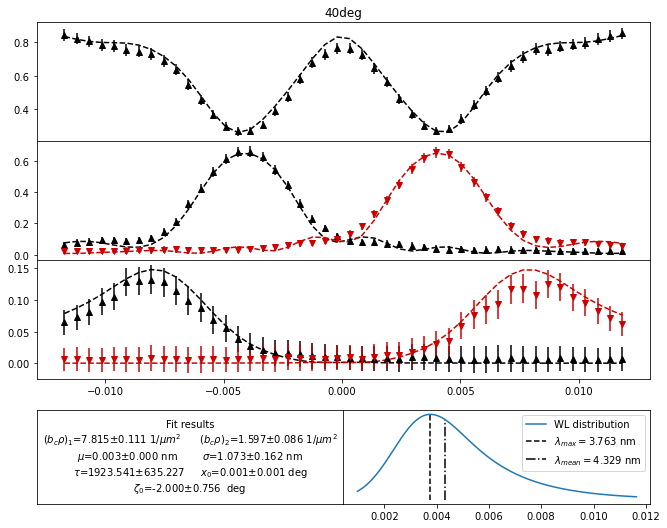 40deg
0.8
0.6
0.4
0.6
0.4
0.2
0.0
0.15
0.10
0.05
0.00
−0.010 −0.005 0.000 0.005 0.010
Fit results
(b_cρ)_1=7.815±0.111 1/μm^2 (b_cρ)_2=1.597±0.086 1/μm^2
μ=0.003±0.000 nm σ=1.073±0.162 nm
τ=1923.541±635.227 x_0=0.001±0.001 deg
ζ_0=-2.000±0.756 deg
WL distribution
λ_max=3.763 nm
λ_mean=4.329 nm
0.002 0.004 0.006 0.008 0.010 0.012